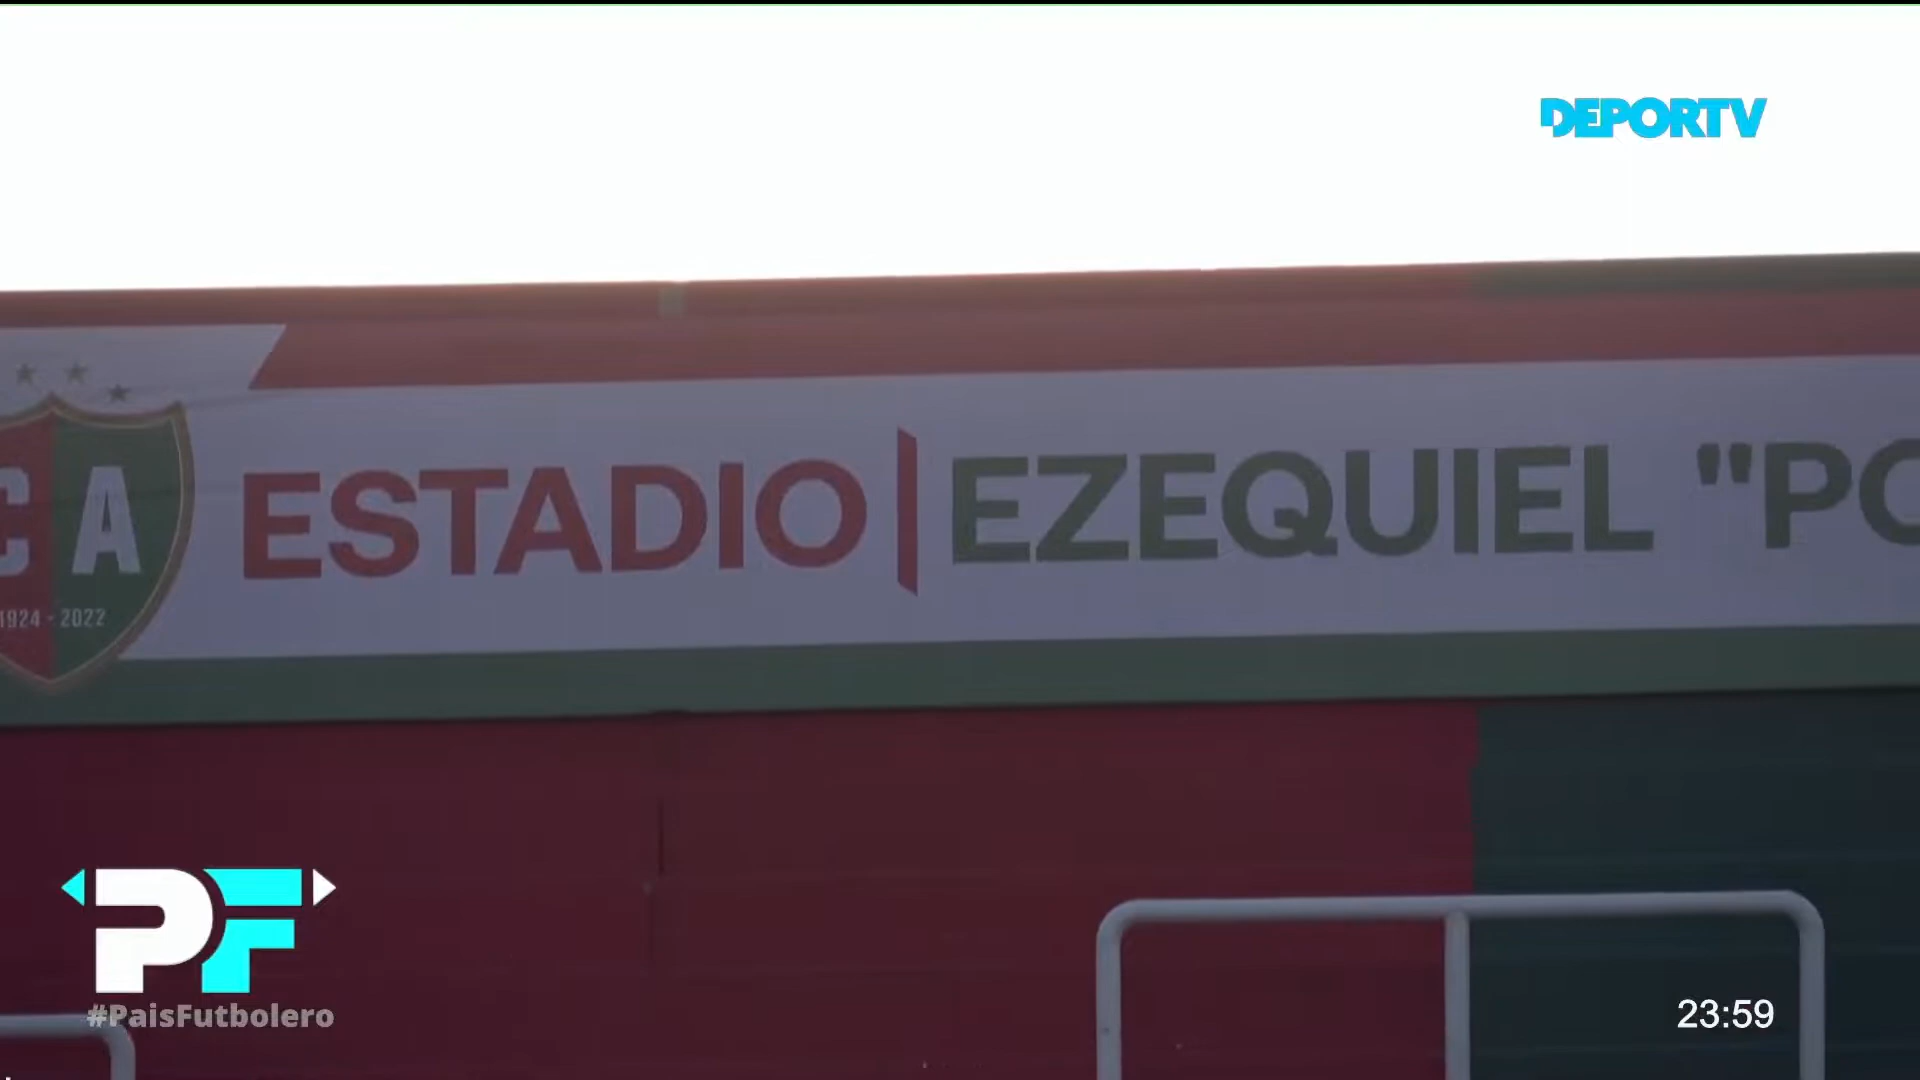 DEPORTV
CA
1924 - 2022
ESTADIO | EZEQUIEL "PO
PF
#PaisFutbolero
23:59